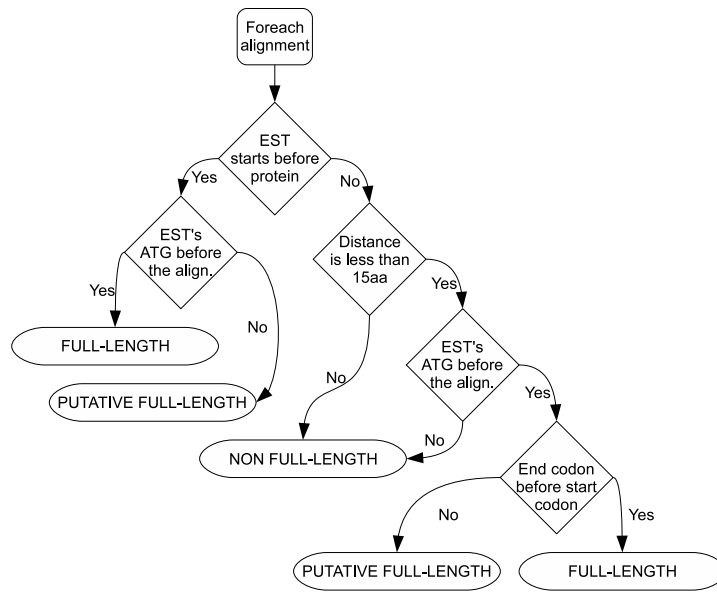 Foreach
alignment
EST
starts before
protein
Yes
No
EST's
ATG before
the align.
Distance
is less than
15aa
Yes
No
Yes
FULL-LENGTH
EST's
ATG before
the align.
PUTATIVE FULL-LENGTH
No
Yes
No
NON FULL-LENGTH
End codon
before start
codon
No
Yes
PUTATIVE FULL-LENGTH
FULL-LENGTH